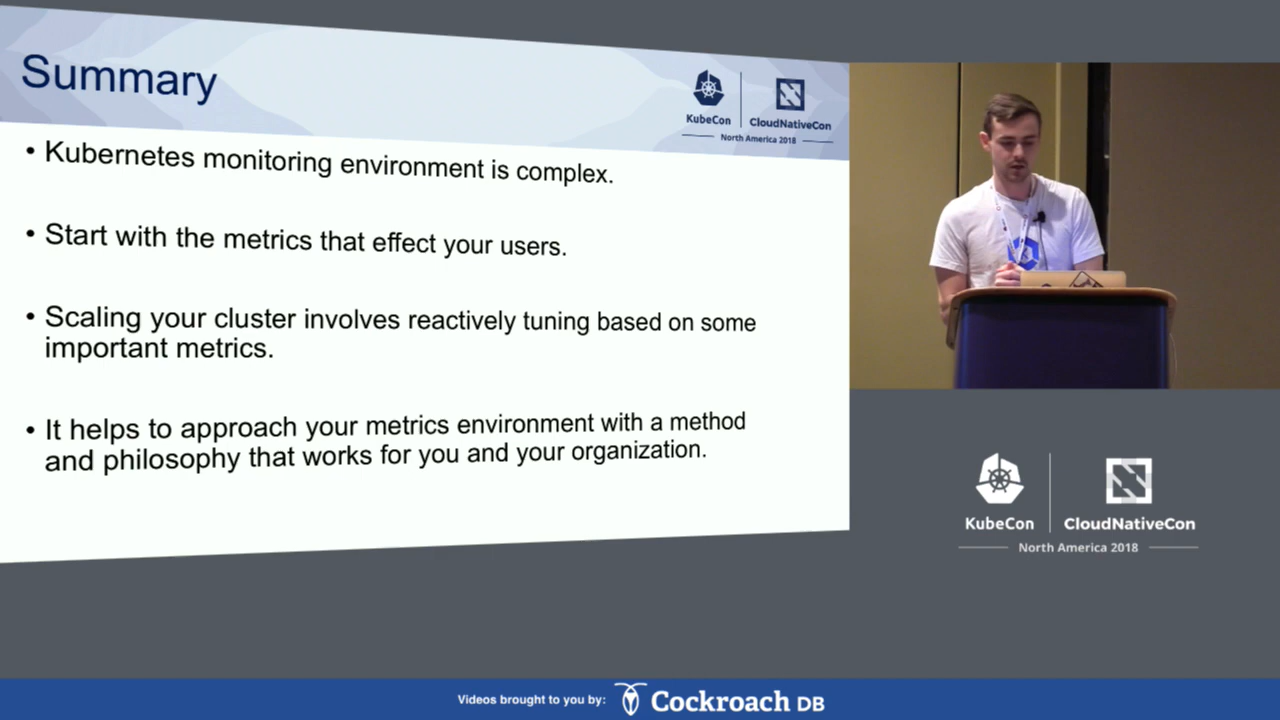 Summary
KubeCon
CloudNativeCon
North America 2018
• Kubernetes monitoring environment is complex.
• Start with the metrics that effect your users.
• Scaling your cluster involves reactively tuning based on some
important metrics.
• It helps to approach your metrics environment with a method
and philosophy that works for you and your organization.
KubeCon
CloudNativeCon
North America 2018
Videos brought to you by:
Cockroach DB